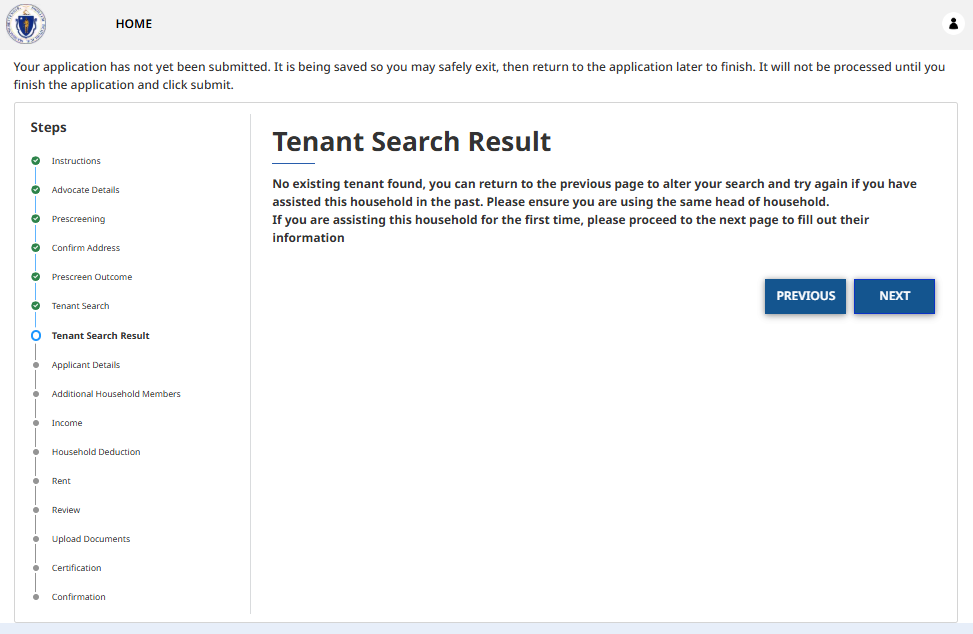 HOME
Your application has not yet been submitted. It is being saved so you may safely exit, then return to the application later to finish. It will not be processed until you
finish the application and click submit.
Steps
Instructions
Advocate Details
Prescreening
Confirm Address
Prescreen Outcome
Tenant Search
Tenant Search Result
Applicant Details
Additional Household Members
Income
Household Deduction
Rent
Review
Upload Documents
Certification
Confirmation
Tenant Search Result
No existing tenant found, you can return to the previous page to alter your search and try again if you have
assisted this household in the past. Please ensure you are using the same head of household.
If you are assisting this household for the first time, please proceed to the next page to fill out their
information
PREVIOUS
NEXT